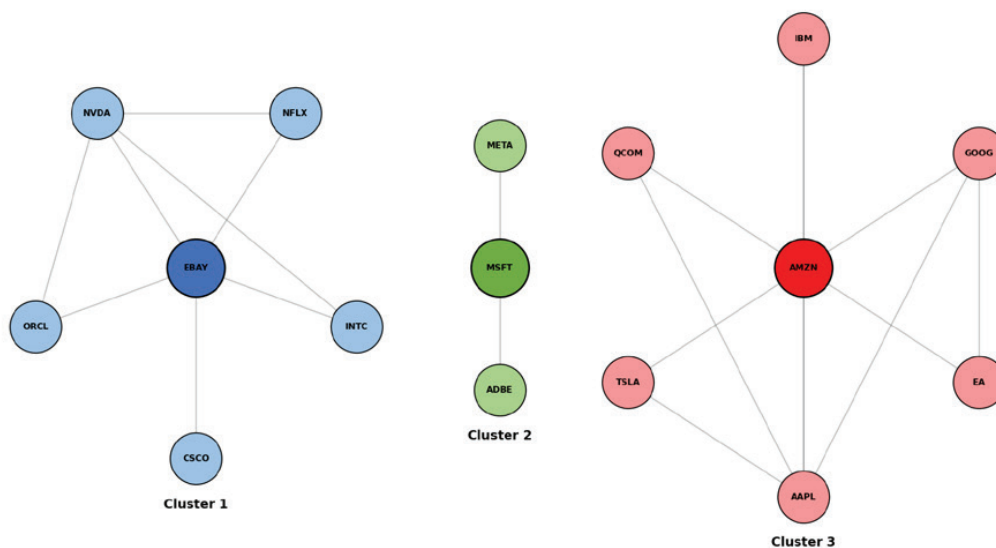 NVDA
NFLX
EBAY
ORCL
INTC
CSCO
Cluster 1
META
MSFT
ADBE
Cluster 2
IBM
QCOM
GOOG
AMZN
TSLA
EA
AAPL
Cluster 3